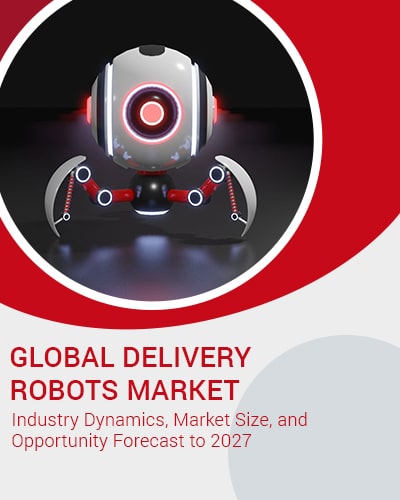 GLOBAL DELIVERY
ROBOTS MARKET
Industry Dynamics, Market Size, and
Opportunity Forecast to 2027